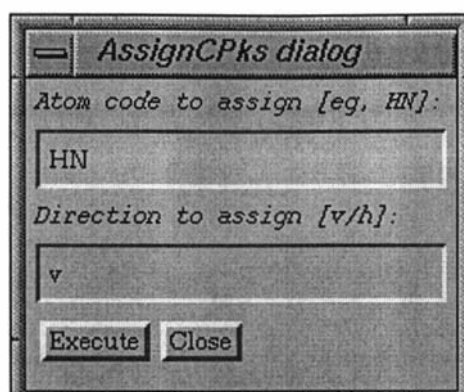 AssignCPks dialog
Atom code to assign [eg, HN]:
HN
Direction to assign [v/h]:
v
Execute Close